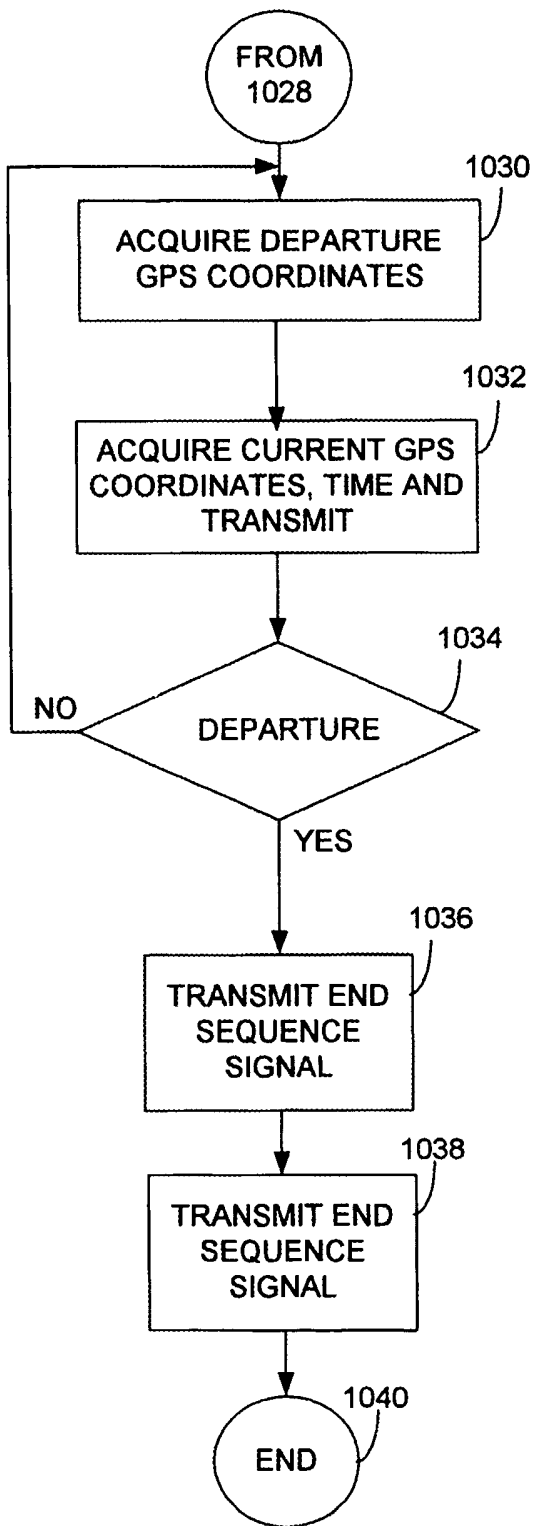 FROM
1028
1030
ACQUIRE DEPARTURE
GPS COORDINATES
1032
ACQUIRE CURRENT GPS
COORDINATES, TIME AND
TRANSMIT
1034
DEPARTURE
NO
YES
1036
TRANSMIT END
SEQUENCE
SIGNAL
1038
TRANSMIT END
SEQUENCE
SIGNAL
1040
END